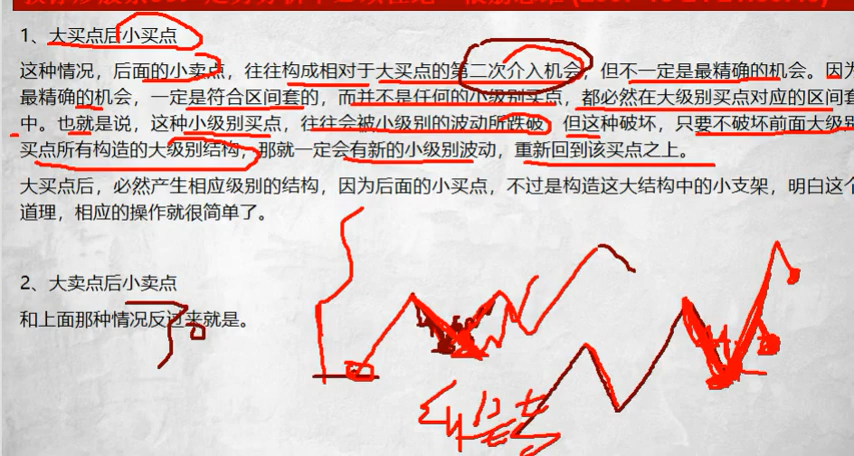 1、大买点后小买点
这种情况，后面的小卖点，往往构成相对于大买点的第二次介入机会，但不一定是最精确的机会。因为
最精确的机会，一定是符合区间套的，而并不是任何的小级别买点，都必然在大级别买点对应的区间套
中。也就是说，这种小级别买点，往往会被小级别的波动所跌破，但这种破坏，只要不破坏前面大级别
买点所有构造的大级别结构，那就一定会有新的小级别波动，重新回到该买点之上。
大买点后，必然产生相应级别的结构，因为后面的小买点，不过是构造这大结构中的小支架，明白这个
道理，相应的操作就很简单了。
2、大卖点后小卖点
和上面那种情况反过来就是。